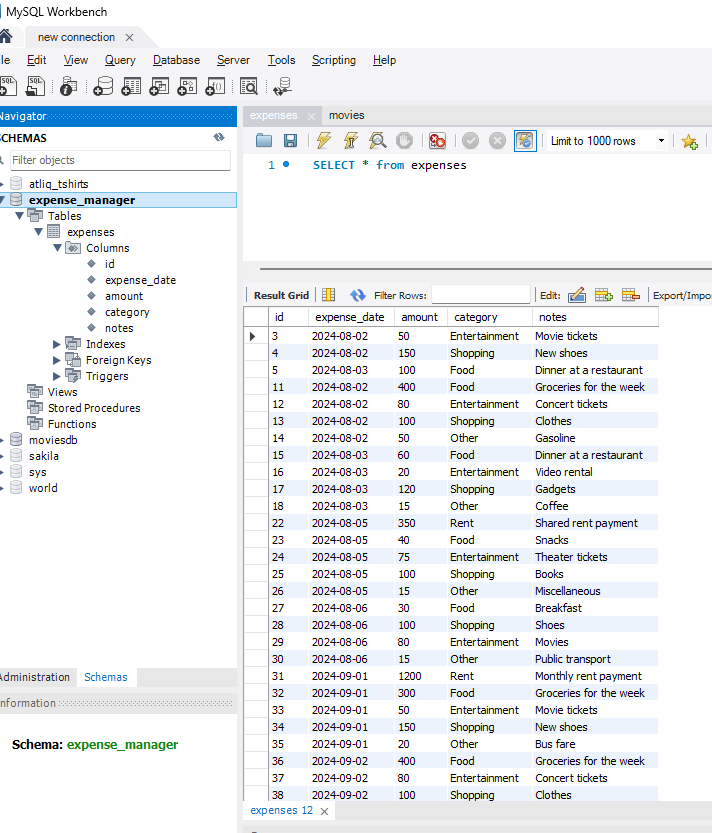 MySQL Workbench
new connection ×
le Edit View Query Database Server Tools Scripting Help
Navigator
SCHEMAS
Filter objects
atliq_tshirts
expense_manager
Tables
expenses
Columns
id
expense_date
amount
category
notes
Indexes
Foreign Keys
Triggers
Views
Stored Procedures
Functions
moviesdb
sakila
sys
world
Administration Schemas
nformation
Schema: expense_manager
expenses × movies
Limit to 1000 rows
1 SELECT * from expenses
Result Grid Filter Rows: Edit: Export/Impor
id expense_date amount category notes
3 2024-08-02 50 Entertainment Movie tickets
4 2024-08-02 150 Shopping New shoes
5 2024-08-03 100 Food Dinner at a restaurant
11 2024-08-02 400 Food Groceries for the week
12 2024-08-02 80 Entertainment Concert tickets
13 2024-08-02 100 Shopping Clothes
14 2024-08-02 50 Other Gasoline
15 2024-08-03 60 Food Dinner at a restaurant
16 2024-08-03 20 Entertainment Video rental
17 2024-08-03 120 Shopping Gadgets
18 2024-08-03 15 Other Coffee
22 2024-08-05 350 Rent Shared rent payment
23 2024-08-05 40 Food Snacks
24 2024-08-05 75 Entertainment Theater tickets
25 2024-08-05 100 Shopping Books
26 2024-08-05 15 Other Miscellaneous
27 2024-08-06 30 Food Breakfast
28 2024-08-06 100 Shopping Shoes
29 2024-08-06 80 Entertainment Movies
30 2024-08-06 15 Other Public transport
31 2024-09-01 1200 Rent Monthly rent payment
32 2024-09-01 300 Food Groceries for the week
33 2024-09-01 50 Entertainment Movie tickets
34 2024-09-01 150 Shopping New shoes
35 2024-09-01 20 Other Bus fare
36 2024-09-02 400 Food Groceries for the week
37 2024-09-02 80 Entertainment Concert tickets
38 2024-09-02 100 Shopping Clothes
expenses 12 ×